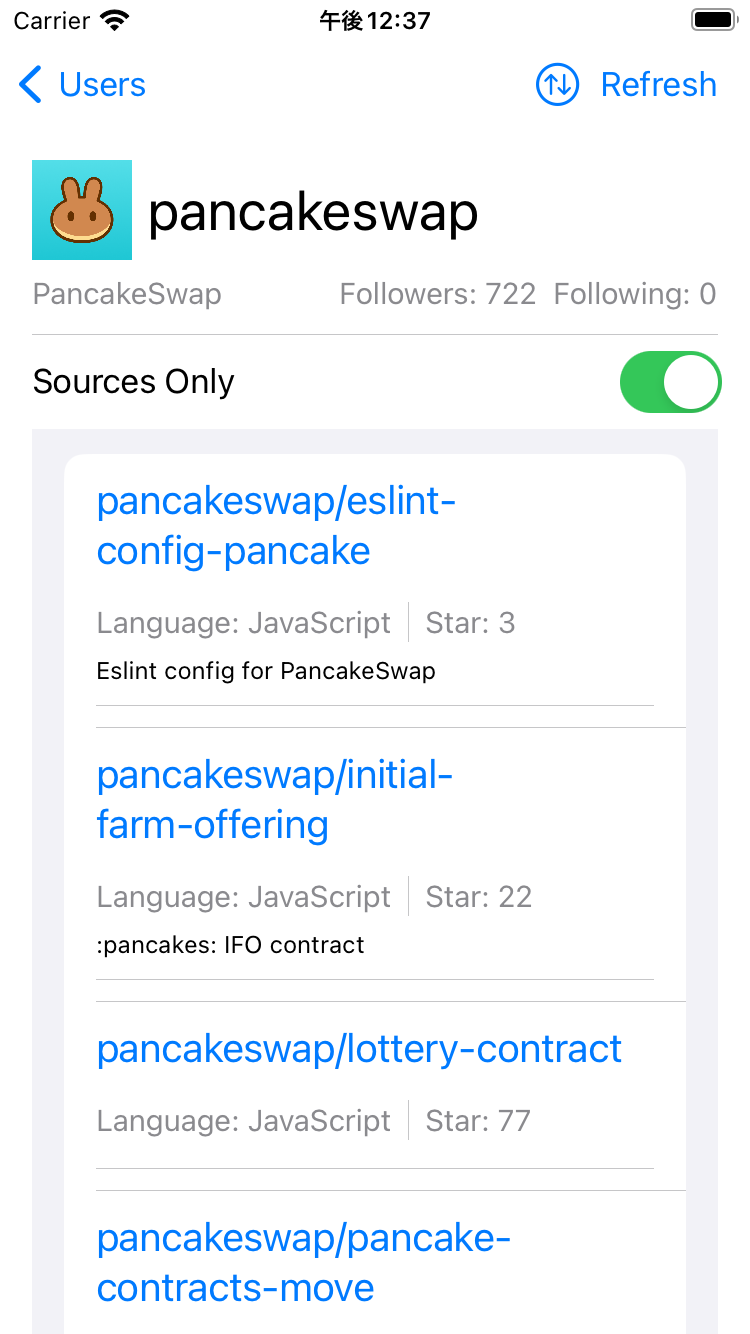 Carrier 午後12:37
Users Refresh
pancakeswap
PancakeSwap Followers: 722 Following: 0
Sources Only
pancakeswap/eslint-
config-pancake
Language: JavaScript Star: 3
Eslint config for PancakeSwap
pancakeswap/initial-
farm-offering
Language: JavaScript Star: 22
:pancakes: IFO contract
pancakeswap/lottery-contract
Language: JavaScript Star: 77
pancakeswap/pancake-
contracts-move